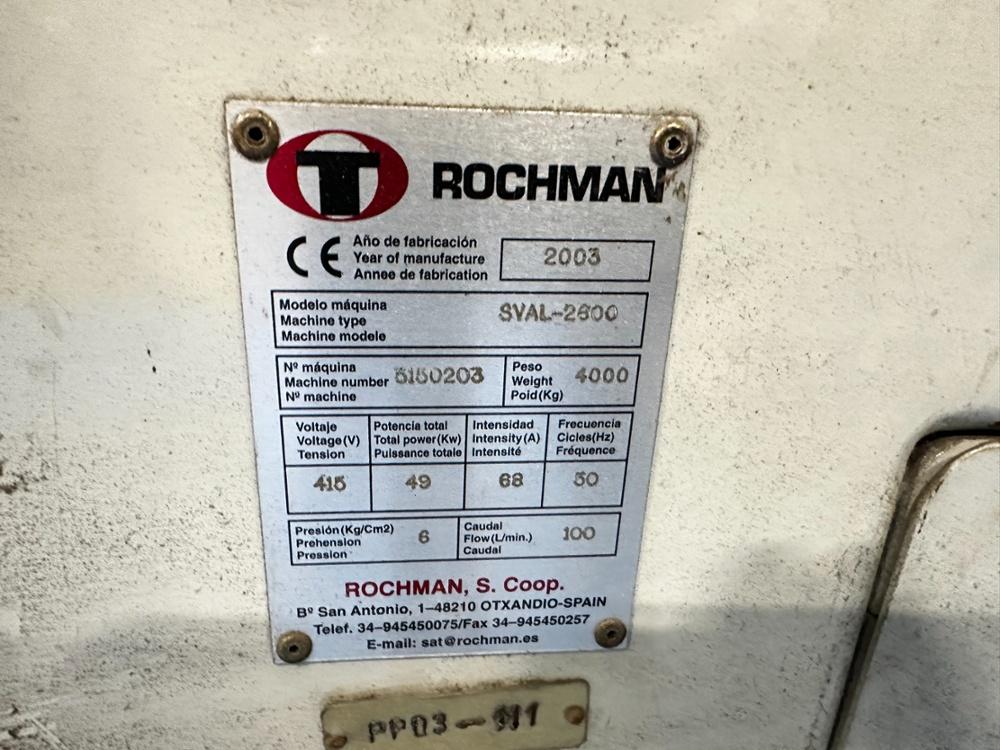 T ROCHMAN
CE Año de fabricación
Year of manufacture 2003
Annee de fabrication
Modelo máquina
Machine type SVAL-2600
Machine modele
Nº máquina
Machine number 5150203
Nº machine
Peso
Weight 4000
Poid(Kg)
Voltaje
Voltage(V)
Tension
415
Potencia total
Total power(Kw)
Puissance totale
49
Intensidad
Intensity(A)
Intensité
68
Frecuencia
Cicles(Hz)
Fréquence
50
Presión(Kg/Cm2)
Prehension 6
Pression
Caudal
Flow(L/min.) 100
Caudal
ROCHMAN, S. Coop.
Bº San Antonio, 1-48210 OTXANDIO-SPAIN
Telef. 34-945450075/Fax 34-945450257
E-mail: sat@rochman.es